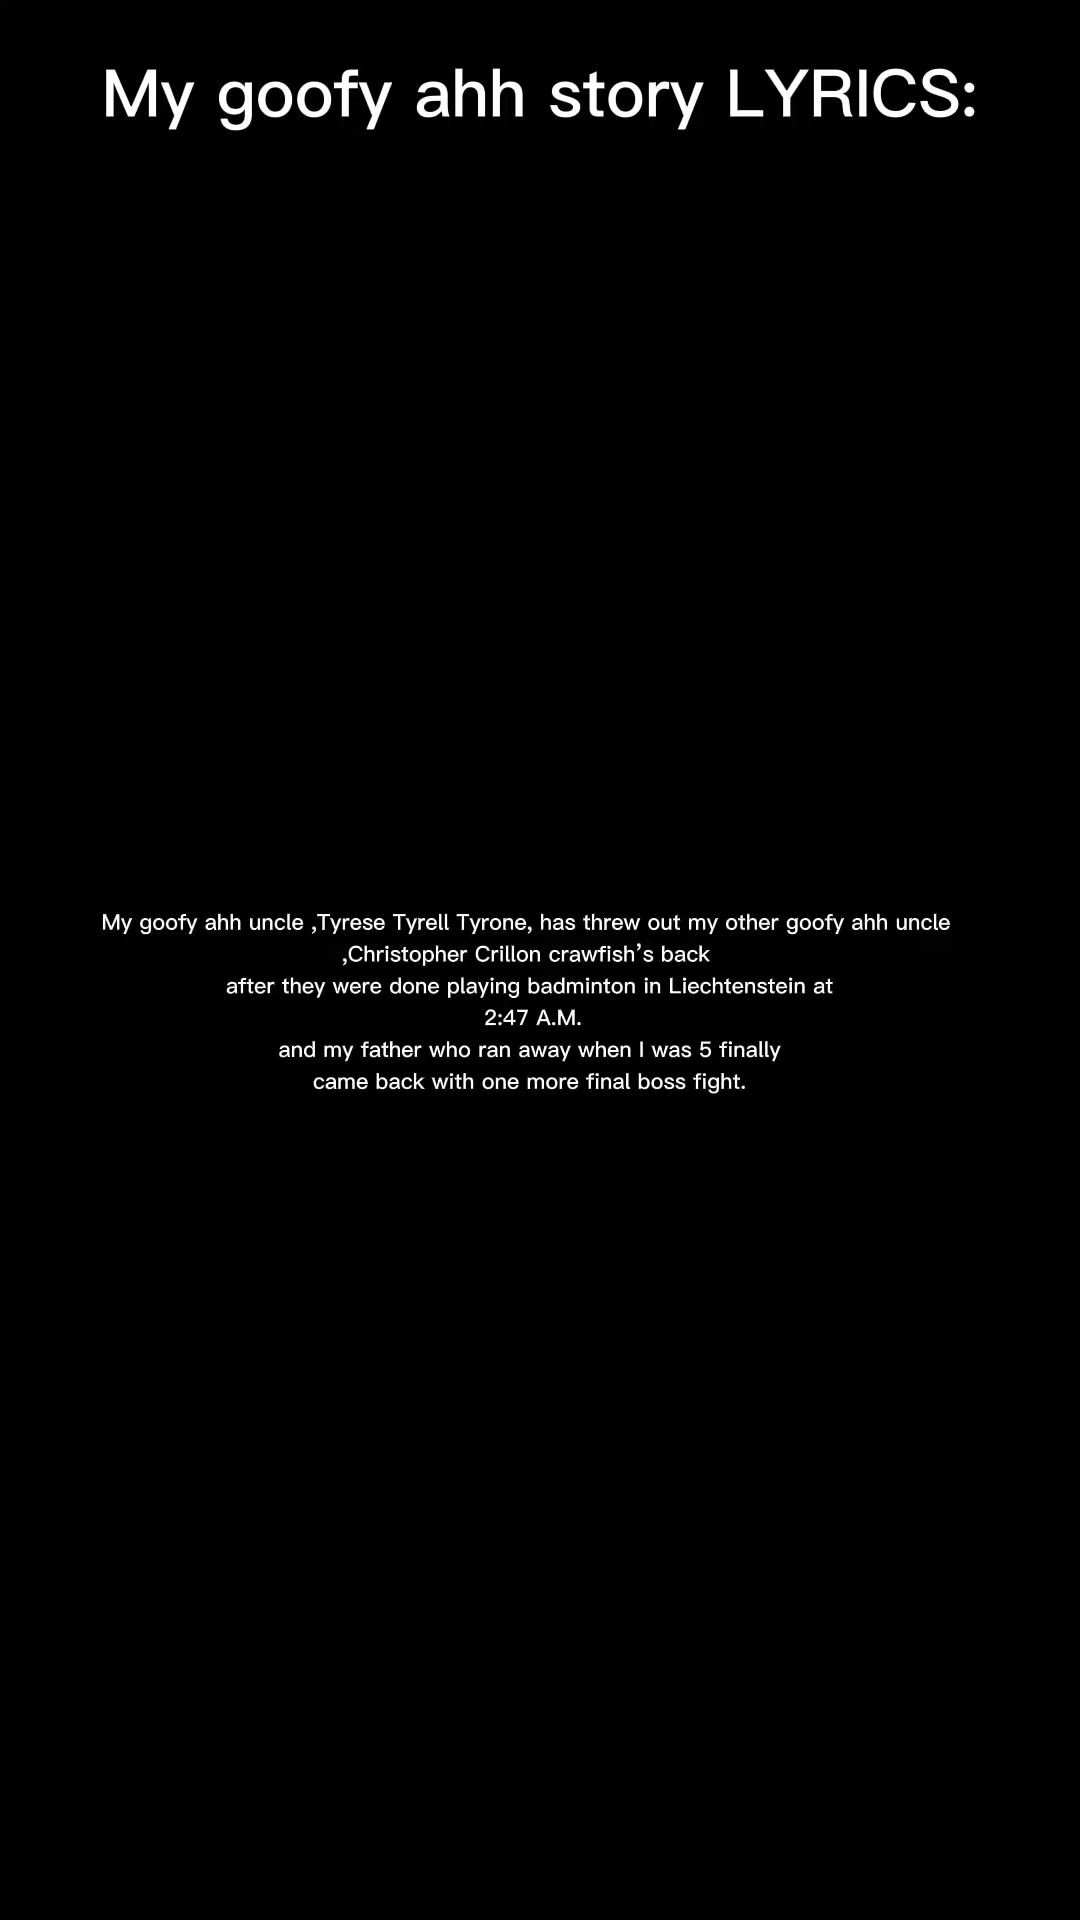 My goofy ahh story LYRICS:
My goofy ahh uncle ,Tyrese Tyrell Tyrone, has threw out my other goofy ahh uncle
,Christopher Crillon crawfish’s back
after they were done playing badminton in Liechtenstein at
2:47 A.M.
and my father who ran away when I was 5 finally
came back with one more final boss fight.